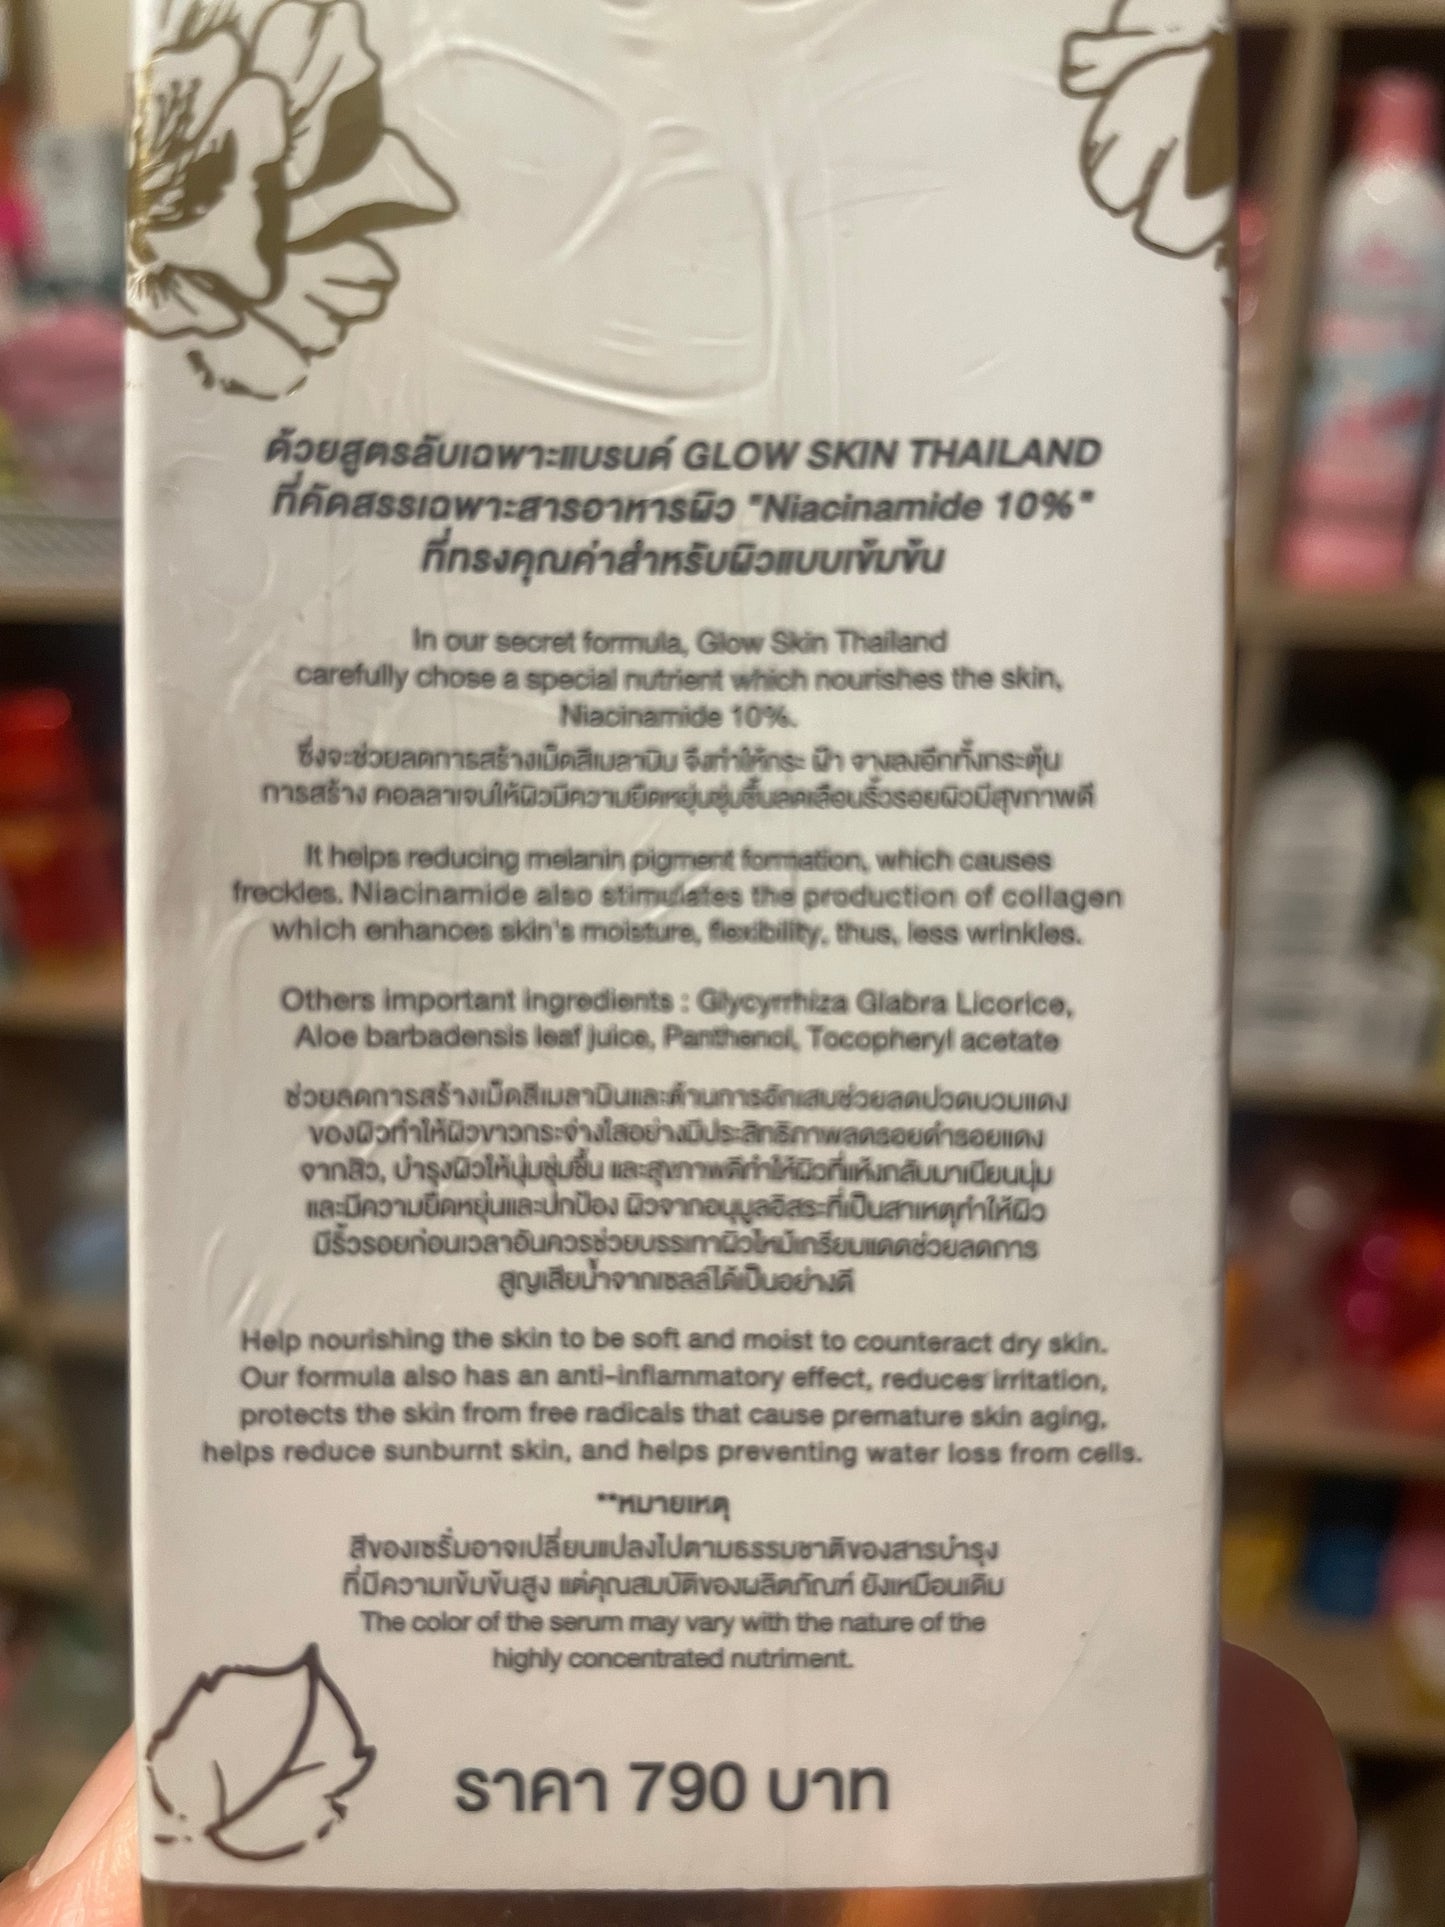 ด้วยสูตรลับเฉพาะแบรนด์ GLOW SKIN THAILAND
ที่คัดสรรเฉพาะสารอาหารผิว "Niacinamide 10%"
ที่ทรงคุณค่าสำหรับผิวแบบเข้มข้น
In our secret formula, Glow Skin Thailand
carefully chose a special nutrient which nourishes the skin,
Niacinamide 10%.
ซึ่งจะช่วยลดการสร้างเม็ดสีเมลานิน จึงทำให้กระ ฝ้า จางลงอีกทั้งกระตุ้น
การสร้าง คอลลาเจนให้ผิวมีความยืดหยุ่นชุ่มชื้นลดเลือนริ้วรอยผิวมีสุขภาพดี
It helps reducing melanin pigment formation, which causes
freckles. Niacinamide also stimulates the production of collagen
which enhances skin's moisture, flexibility, thus, less wrinkles.
Others important ingredients : Glycyrrhiza Glabra Licorice,
Aloe barbadensis leaf juice, Panthenol, Tocopheryl acetate
ช่วยลดการสร้างเม็ดสีเมลานินและต้านการอักเสบช่วยลดปวดบวมแดง
ของผิวทำให้ผิวขาวกระจ่างใสอย่างมีประสิทธิภาพลดรอยดำรอยแดง
จากสิว, บำรุงผิวให้นุ่มชุ่มชื้น และสุขภาพดีทำให้ผิวที่แห้งกลับมาเนียนนุ่ม
และมีความยืดหยุ่นและปกป้อง ผิวจากอนุมูลอิสระที่เป็นสาเหตุทำให้ผิว
มีริ้วรอยก่อนเวลาอันควรช่วยบรรเทาผิวไหม้เกรียมแดดช่วยลดการ
สูญเสียน้ำจากเซลล์ได้เป็นอย่างดี
Help nourishing the skin to be soft and moist to counteract dry skin.
Our formula also has an anti-inflammatory effect, reduces irritation,
protects the skin from free radicals that cause premature skin aging,
helps reduce sunburnt skin, and helps preventing water loss from cells.
**หมายเหตุ
สีของเซรั่มอาจเปลี่ยนแปลงไปตามธรรมชาติของสารบำรุง
ที่มีความเข้มข้นสูง แต่คุณสมบัติของผลิตภัณฑ์ ยังเหมือนเดิม
The color of the serum may vary with the nature of the
highly concentrated nutriment.
ราคา 790 บาท